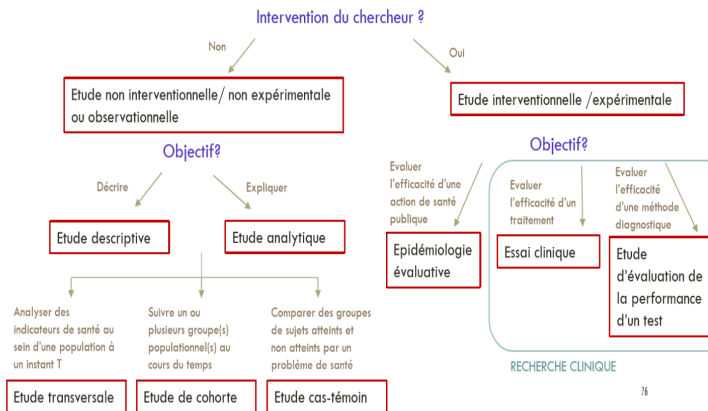 Intervention du chercheur ?
Non
Oui
Etude non interventionnelle/ non expérimentale
ou observationnelle
Etude interventionnelle /expérimentale
Objectif?
Objectif?
Décrire
Expliquer
Evaluer
l'efficacité d'une
action de santé
publique
Evaluer
l'efficacité d'un
traitement
Evaluer
l'efficacité
d'une méthode
diagnostique
Etude descriptive
Etude analytique
Epidémiologie
évaluative
Essai clinique
Etude
d'évaluation de
la performance
d'un test
Analyser des
indicateurs de santé au
sein d'une population à
un instant T
Suivre un ou
plusieurs groupe(s)
populationnel(s) au
cours du temps
Comparer des groupes
de sujets atteints et
non atteints par un
problème de santé
RECHERCHE CLINIQUE
Etude transversale
Etude de cohorte
Etude cas-témoin
76